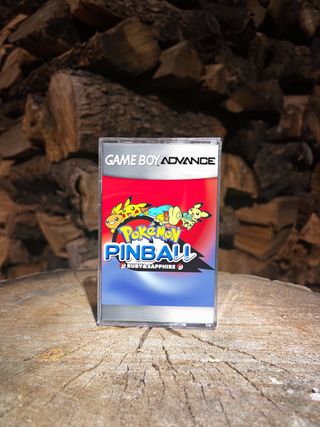 GAME BOY ADVANCE
POKéMON
PINBALL
RUBY & SAPPHIRE